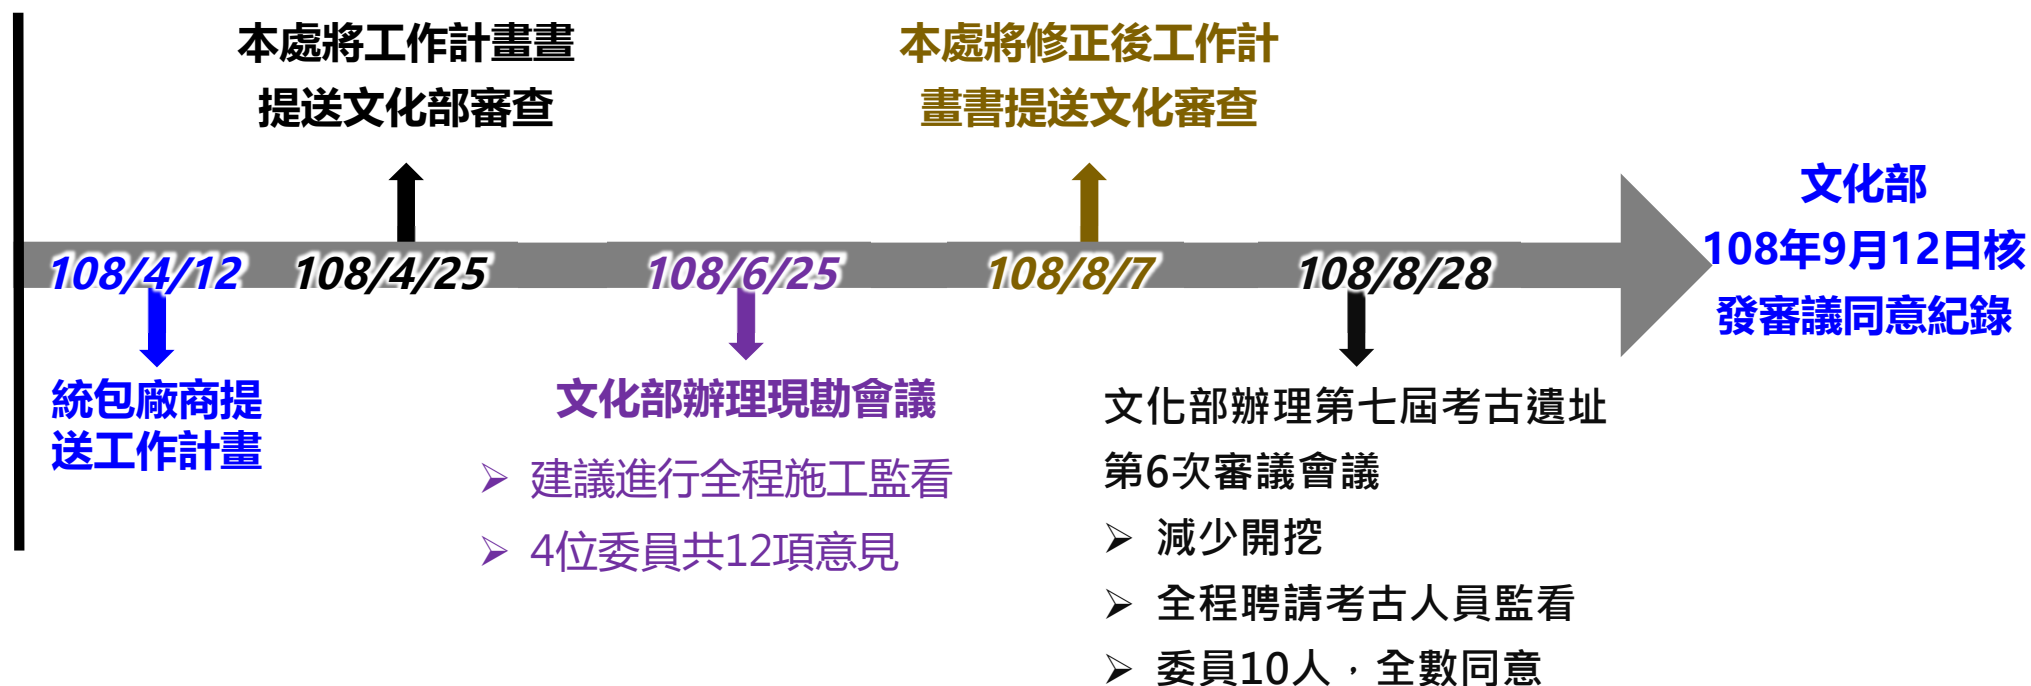 本處將工作計畫書
提送文化部審查
本處將修正後工作計
畫書提送文化審查
文化部
108年9月12日核
發審議同意紀錄
108/4/12
108/4/25
108/6/25
108/8/7
108/8/28
統包廠商提
送工作計畫
文化部辦理現勘會議
➢ 建議進行全程施工監看
➢ 4位委員共12項意見
文化部辦理第七屆考古遺址
第6次審議會議
➢ 減少開挖
➢ 全程聘請考古人員監看
➢ 委員10人，全數同意